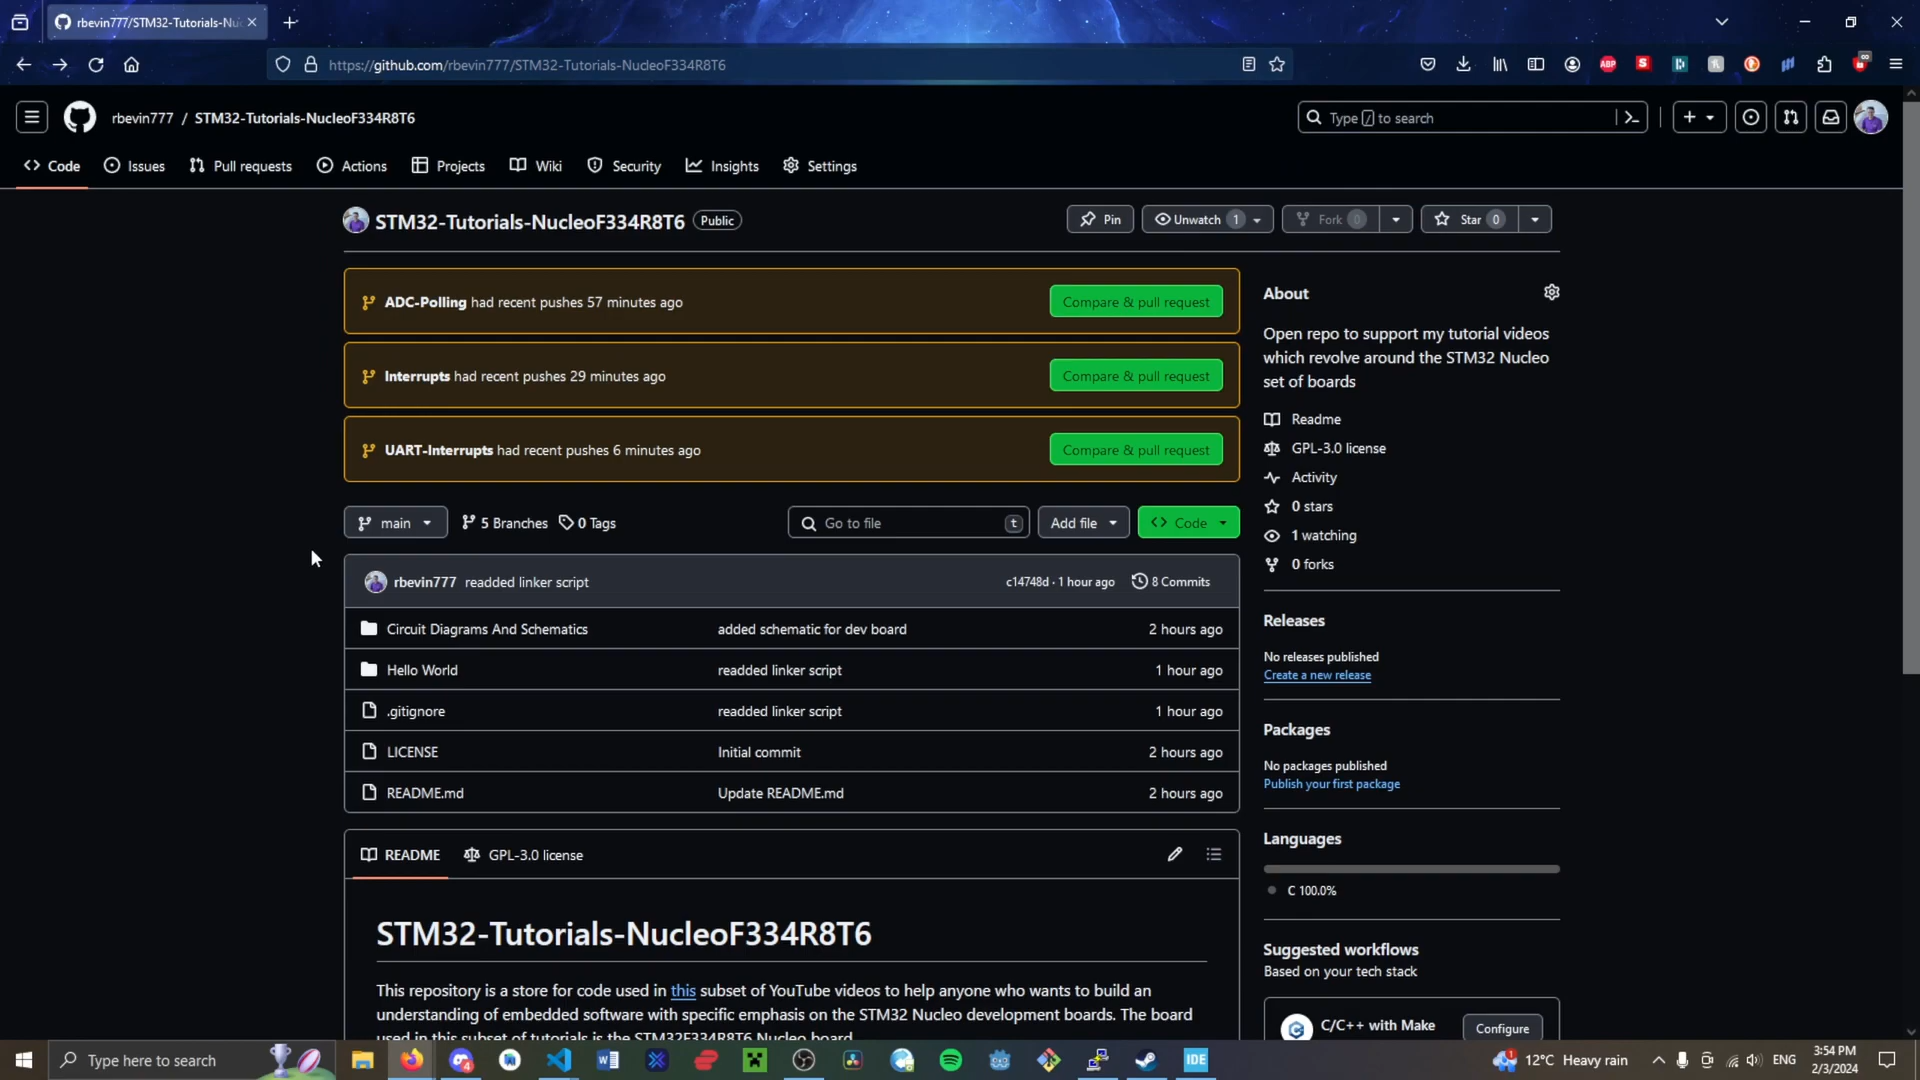 rbevin777/STM32-Tutorials-Nu
https://github.com/rbevin777/STM32-Tutorials-NucleoF334R8T6
ABP
rbevin777 / STM32-Tutorials-NucleoF334R8T6
Type / to search
Code Issues Pull requests Actions Projects Wiki Security Insights Settings
STM32-Tutorials-NucleoF334R8T6 Public
Pin Unwatch 1 Fork 0 Star 0
ADC-Polling had recent pushes 57 minutes ago Compare & pull request
Interrupts had recent pushes 29 minutes ago Compare & pull request
UART-Interrupts had recent pushes 6 minutes ago Compare & pull request
main 5 Branches 0 Tags Go to file t Add file Code
rbevin777 readded linker script c14748d · 1 hour ago 8 Commits
Circuit Diagrams And Schematics added schematic for dev board 2 hours ago
Hello World readded linker script 1 hour ago
.gitignore readded linker script 1 hour ago
LICENSE Initial commit 2 hours ago
README.md Update README.md 2 hours ago
README GPL-3.0 license
STM32-Tutorials-NucleoF334R8T6
This repository is a store for code used in this subset of YouTube videos to help anyone who wants to build an
understanding of embedded software with specific emphasis on the STM32 Nucleo development boards. The board
used in this subset of tutorials is the STM32F334R8T6 Nucleo board.
About
Open repo to support my tutorial videos
which revolve around the STM32 Nucleo
set of boards
Readme
GPL-3.0 license
Activity
0 stars
1 watching
0 forks
Releases
No releases published
Create a new release
Packages
No packages published
Publish your first package
Languages
C 100.0%
Suggested workflows
Based on your tech stack
C/C++ with Make Configure
Type here to search
IDE
12°C Heavy rain
ENG
3:54 PM
2/3/2024